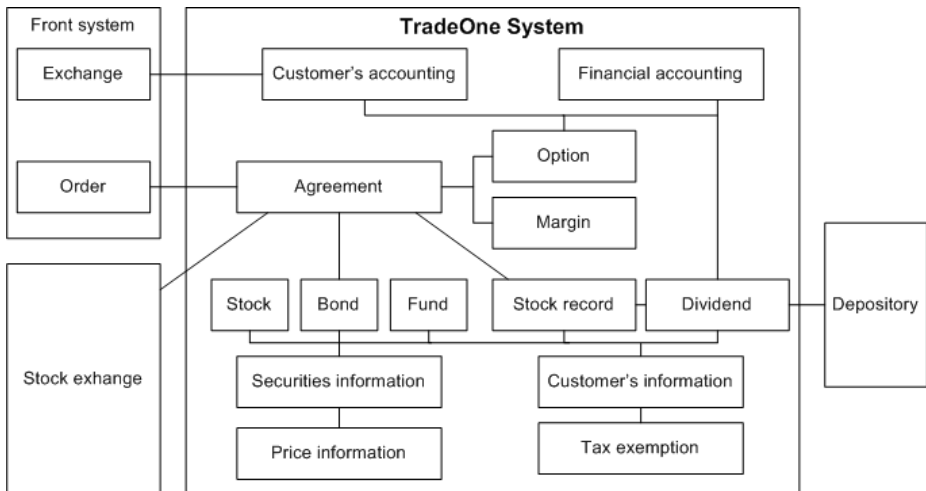 Front system
TradeOne System
Exchange
Customer's accounting
Financial accounting
Option
Order
Agreement
Margin
Stock
Bond
Fund
Stock record
Dividend
Depository
Stock exhange
Securities information
Customer's information
Price information
Tax exemption